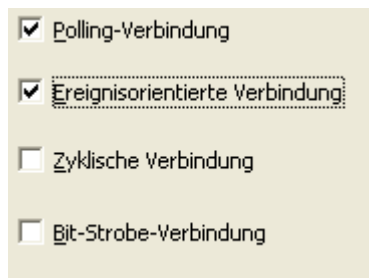 Polling-Verbindung
Ereignisorientierte Verbindung
Zyklische Verbindung
Bit-Strobe-Verbindung